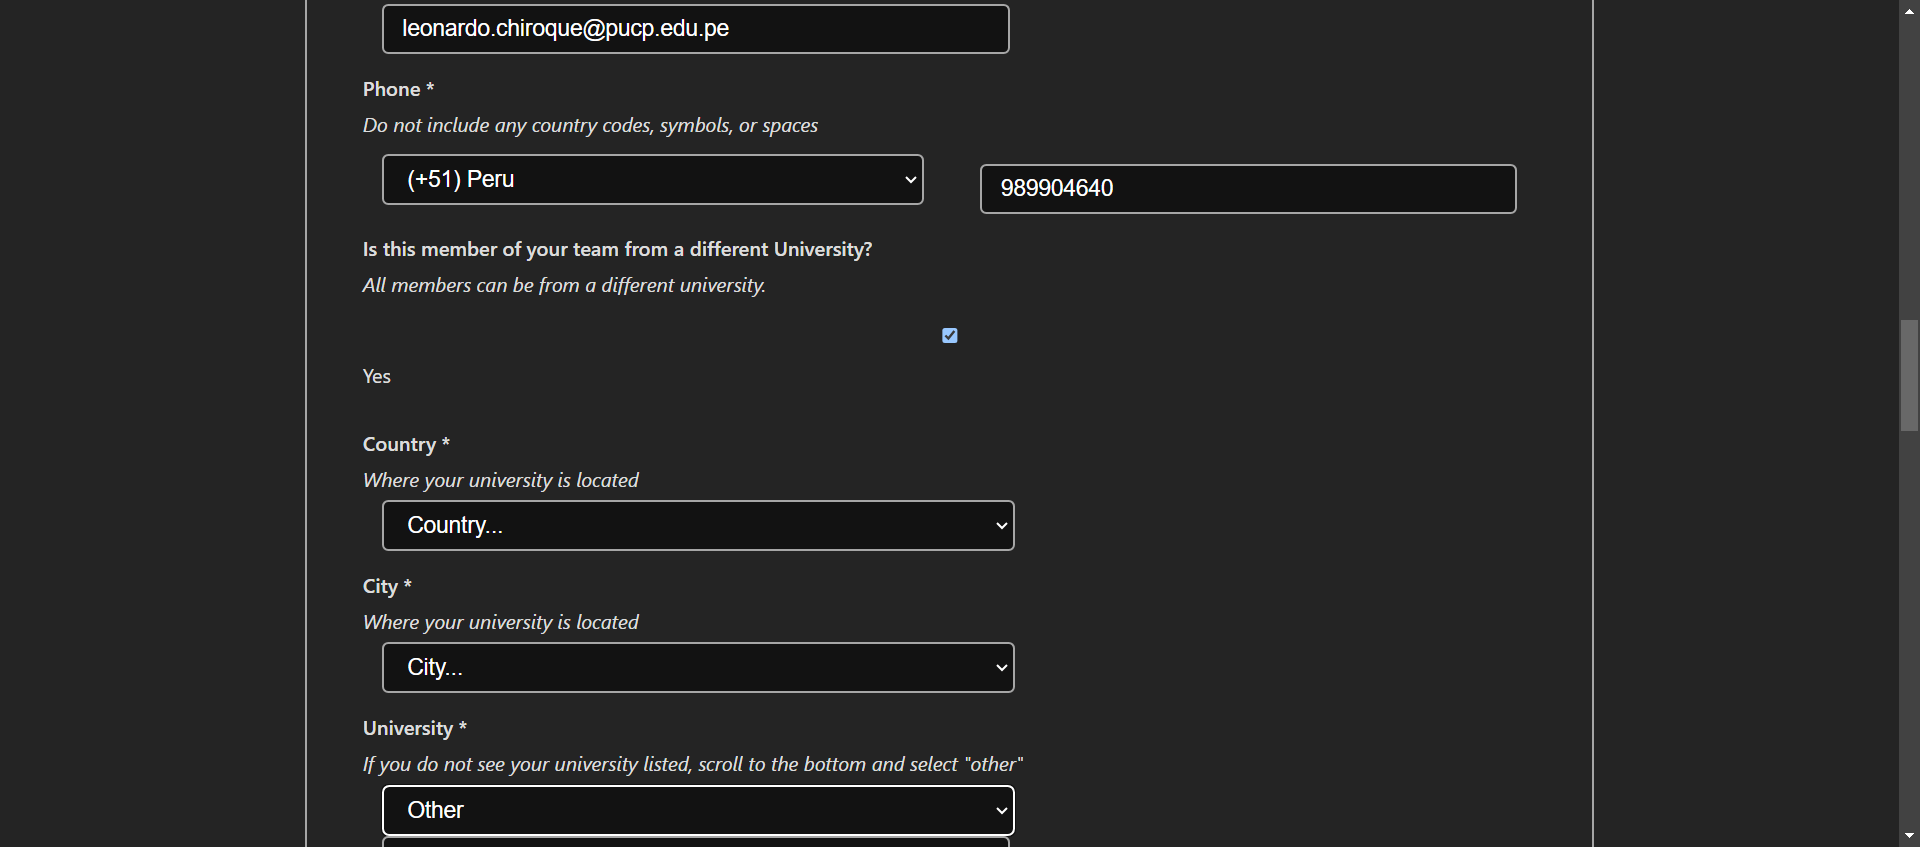 leonardo.chiroque@pucp.edu.pe
Phone *
Do not include any country codes, symbols, or spaces
(+51) Peru
989904640
Is this member of your team from a different University?
All members can be from a different university.
Yes
Country *
Where your university is located
Country...
City *
Where your university is located
City...
University *
If you do not see your university listed, scroll to the bottom and select "other"
Other